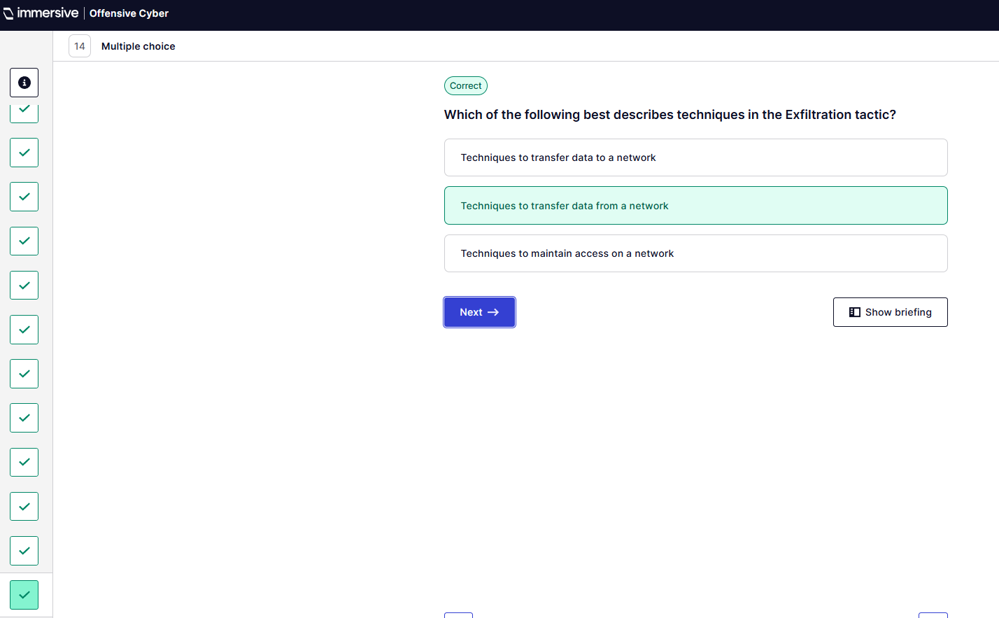 immersive Offensive Cyber
14 Multiple choice
Correct
Which of the following best describes techniques in the Exfiltration tactic?
Techniques to transfer data to a network
Techniques to transfer data from a network
Techniques to maintain access on a network
Next →
Show briefing